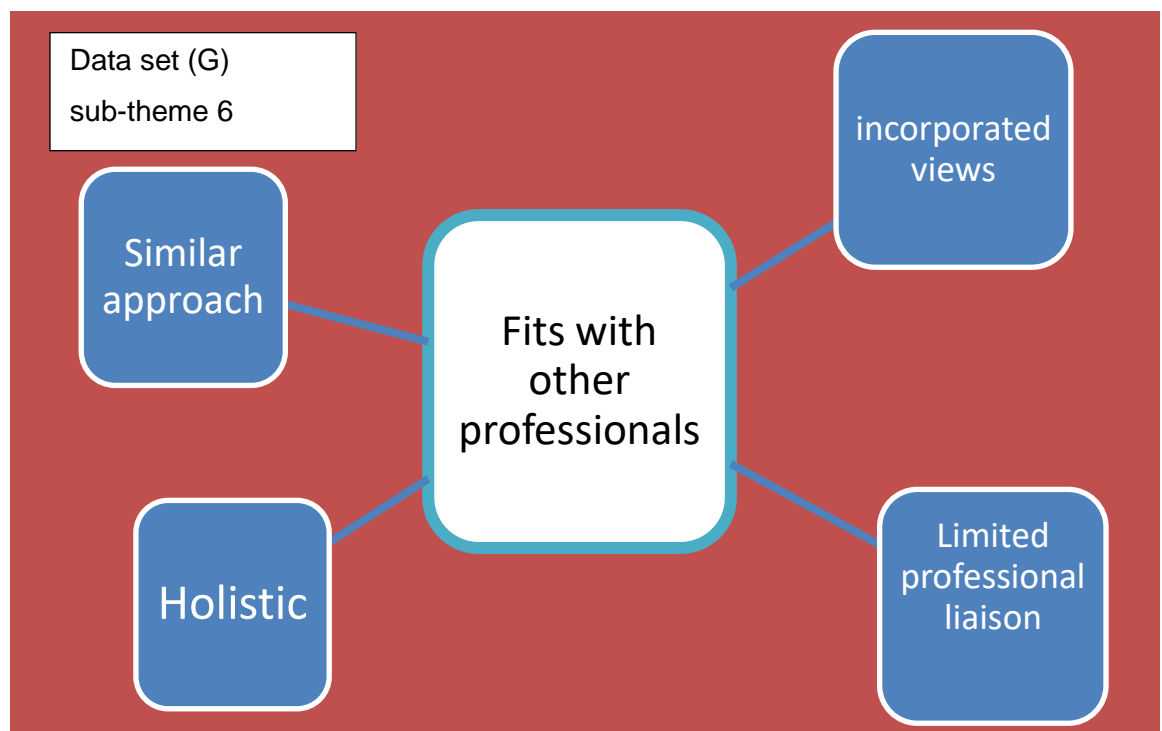 Data set (G)
sub-theme 6
incorporated
views
Similar
approach
Fits with
other
professionals
Holistic
Limited
professional
liaison